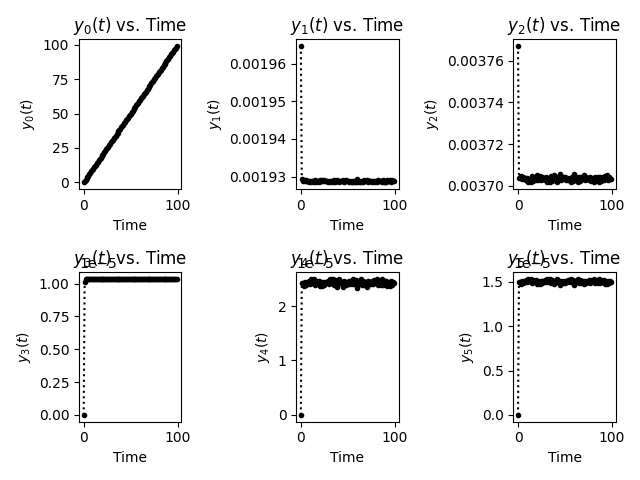 y₀(t) vs. Time
y₁(t) vs. Time
y₂(t) vs. Time
100
75
50
25
0
y₀(t)
0 100
Time
0.00196
0.00195
0.00194
0.00193
y₁(t)
0 100
Time
0.00376
0.00374
0.00372
0.00370
y₂(t)
0 100
Time
y₃(t) vs. Time
1e−5
y₄(t) vs. Time
1e−5
y₅(t) vs. Time
1e−5
1.00
0.75
0.50
0.25
0.00
y₃(t)
0 100
Time
2
1
0
y₄(t)
0 100
Time
1.5
1.0
0.5
0.0
y₅(t)
0 100
Time